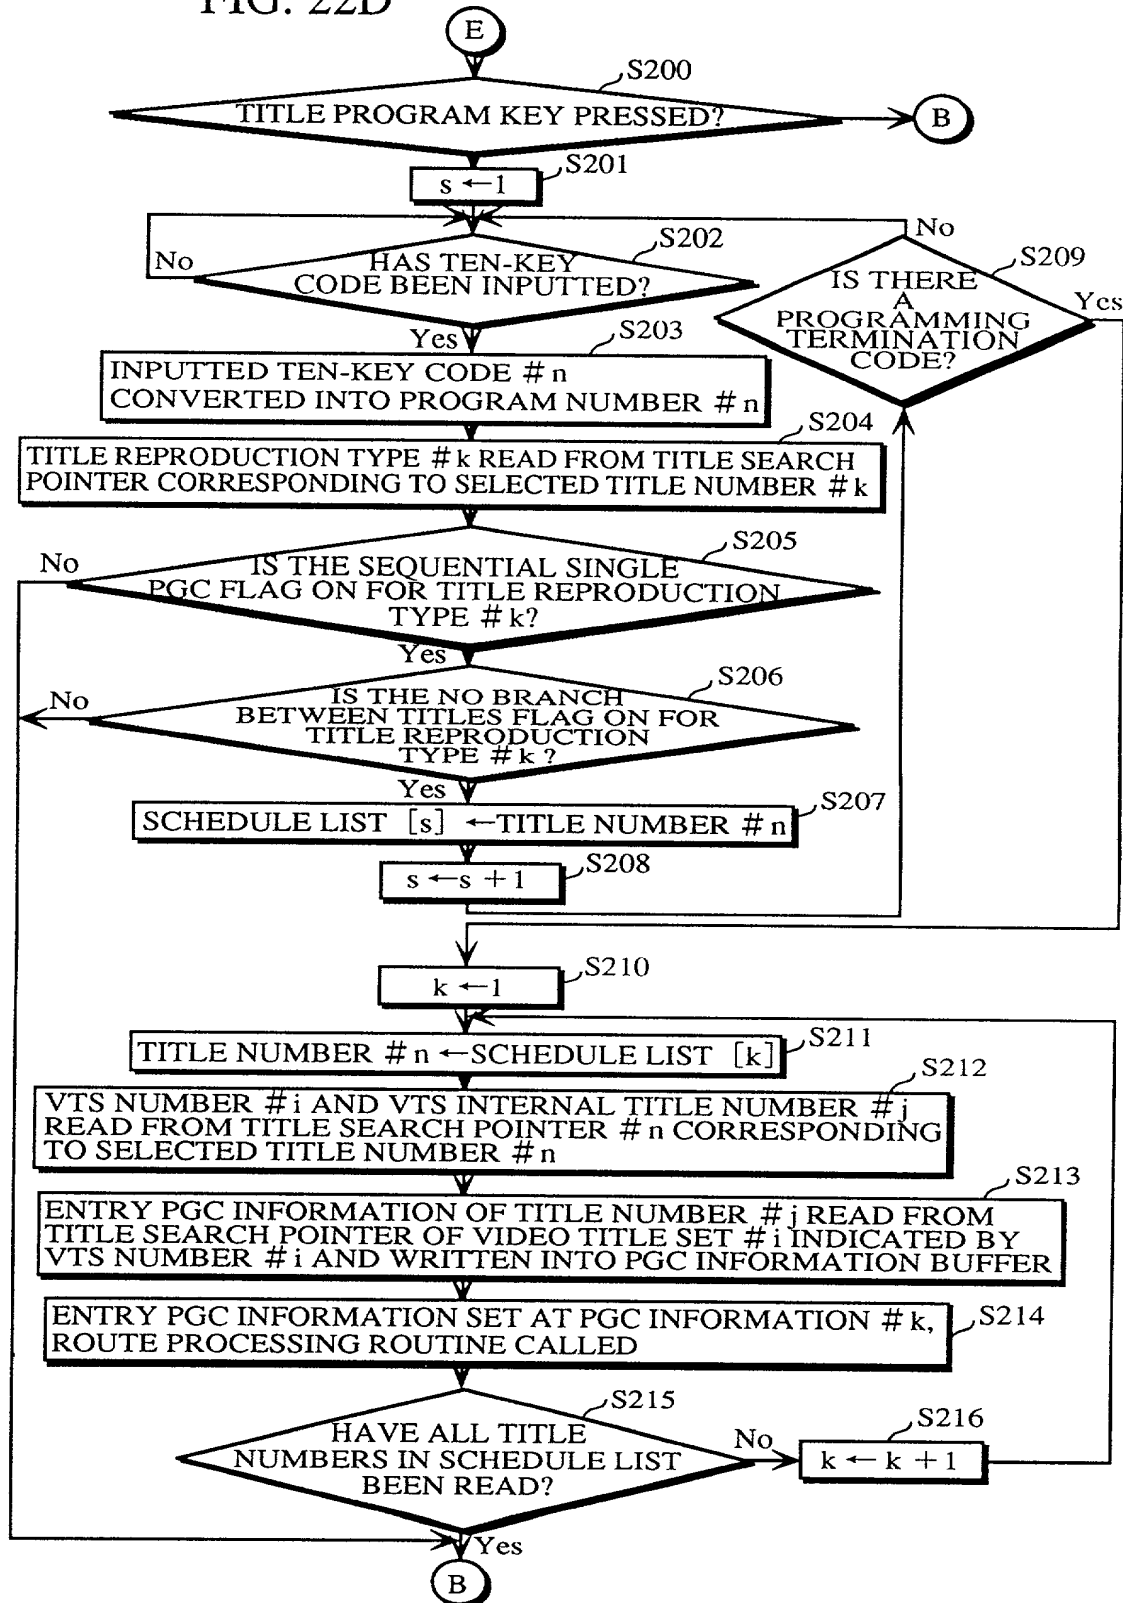 FIG. 22D
E
S200
TITLE PROGRAM KEY PRESSED?
B
S201
s ←1
No
S202
No
HAS TEN-KEY
CODE BEEN INPUTTED?
S209
IS THERE
A
PROGRAMMING
TERMINATION
CODE?
Yes
Yes
S203
INPUTTED TEN-KEY CODE #n
CONVERTED INTO PROGRAM NUMBER #n
S204
TITLE REPRODUCTION TYPE #k READ FROM TITLE SEARCH
POINTER CORRESPONDING TO SELECTED TITLE NUMBER #k
S205
No
IS THE SEQUENTIAL SINGLE
PGC FLAG ON FOR TITLE REPRODUCTION
TYPE #k?
Yes
S206
No
IS THE NO BRANCH
BETWEEN TITLES FLAG ON FOR
TITLE REPRODUCTION
TYPE #k?
Yes
S207
SCHEDULE LIST [s] ←TITLE NUMBER #n
S208
s←s+1
S210
k ←1
S211
TITLE NUMBER #n←SCHEDULE LIST [k]
S212
VTS NUMBER #i AND VTS INTERNAL TITLE NUMBER #j
READ FROM TITLE SEARCH POINTER #n CORRESPONDING
TO SELECTED TITLE NUMBER #n
S213
ENTRY PGC INFORMATION OF TITLE NUMBER #j READ FROM
TITLE SEARCH POINTER OF VIDEO TITLE SET #i INDICATED BY
VTS NUMBER #i AND WRITTEN INTO PGC INFORMATION BUFFER
S214
ENTRY PGC INFORMATION SET AT PGC INFORMATION #k,
ROUTE PROCESSING ROUTINE CALLED
S215
HAVE ALL TITLE
NUMBERS IN SCHEDULE LIST
BEEN READ?
No
S216
k ← k +1
Yes
B